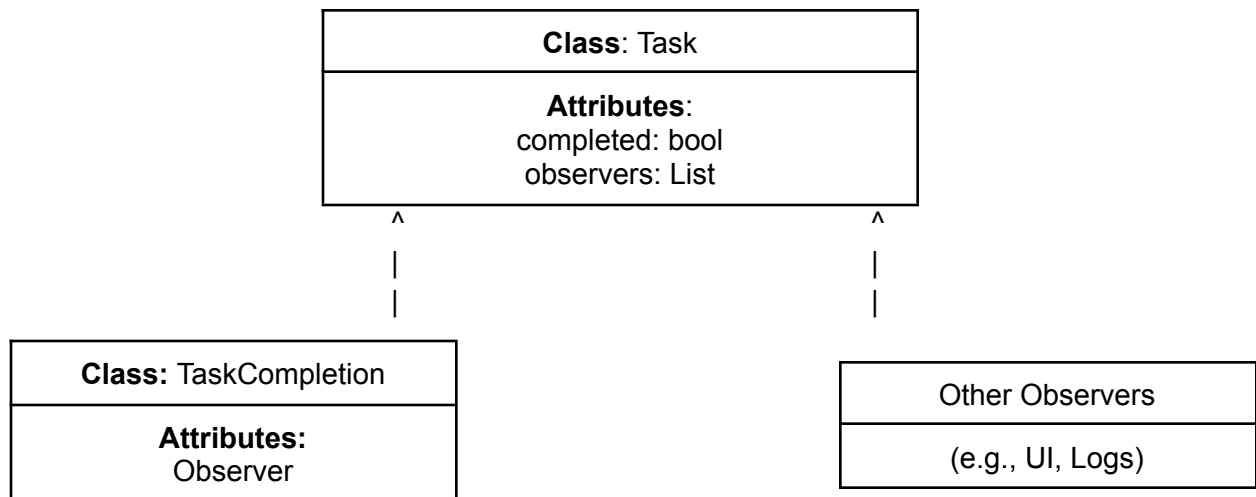 Class: Task
Attributes:
completed: bool
observers: List
^ ^
| |
| |
Class: TaskCompletion
Attributes:
Observer
Other Observers
(e.g., UI, Logs)